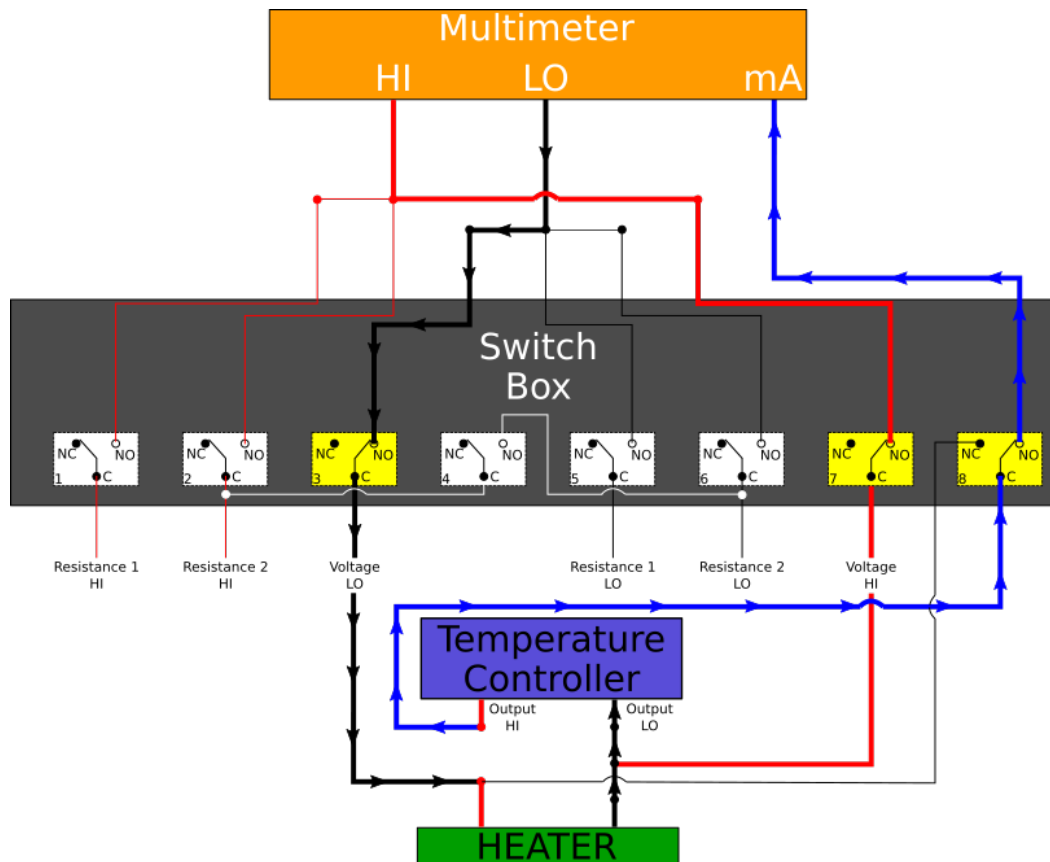 Multimeter
HI LO mA
Switch
Box
NC NO NC NO NC NO NC NO NC NO NC NO NC NO NC NO
1 C 2 C 3 C 4 C 5 C 6 C 7 C 8 C
Resistance 1 Resistance 2 Voltage Resistance 1 Resistance 2 Voltage
HI HI LO LO LO HI
Temperature
Controller
Output Output
HI LO
HEATER